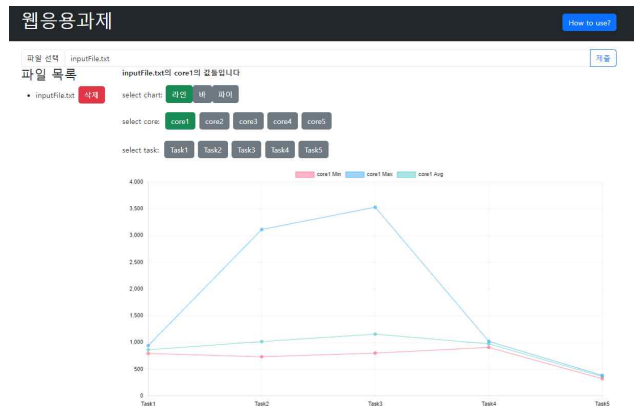 웹응용과제
How to use?
파일 선택 inputFile.txt 제출
파일 목록
inputFile.txt 삭제
inputFile.txt의 core1의 값들입니다
select chart: 라인 바 파이
select core: core1 core2 core3 core4 core5
select task: Task1 Task2 Task3 Task4 Task5
core1 Min core1 Max core1 Avg
4,000
3,500
3,000
2,500
2,000
1,500
1,000
500
0
Task1 Task2 Task3 Task4 Task5